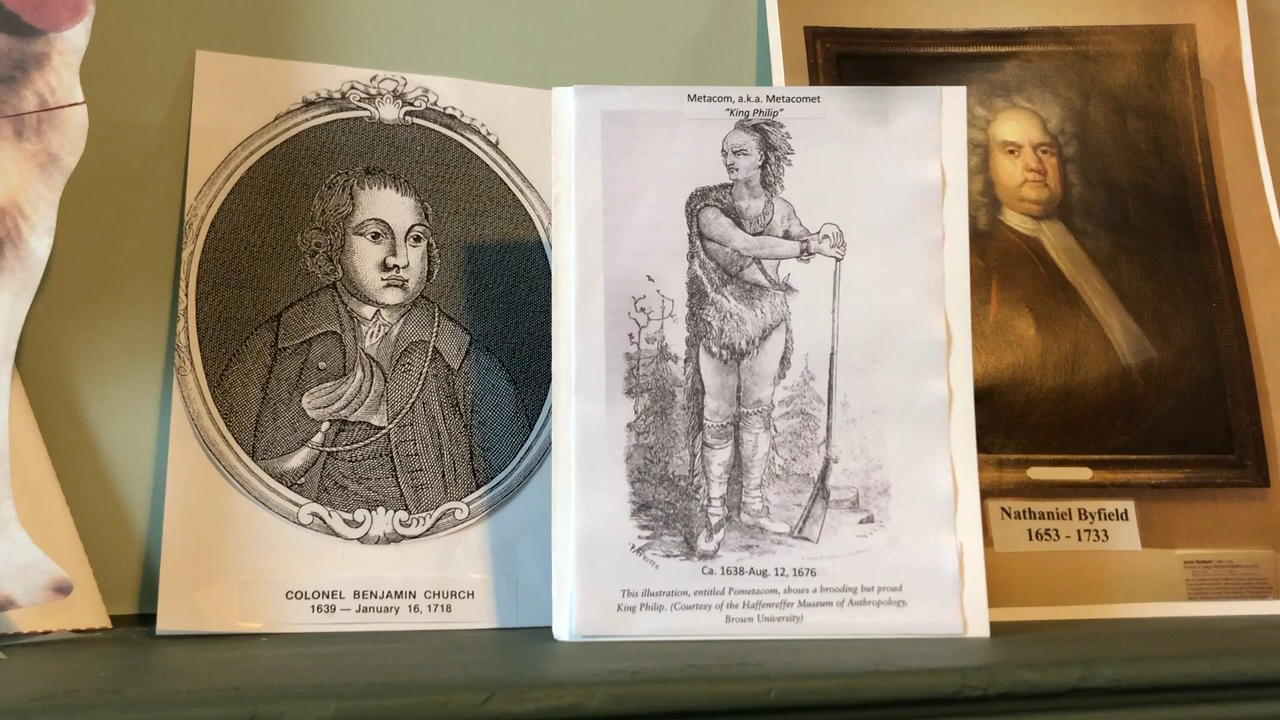 COLONEL BENJAMIN CHURCH
1639 — January 16, 1718
Metacom, a.k.a. Metacomet
"King Philip"
Ca. 1638-Aug. 12, 1676
This illustration, entitled Pometacom, shows a brooding but proud
King Philip. (Courtesy of the Haffenreffer Museum of Anthropology,
Brown University)
Nathaniel Byfield
1653 - 1733